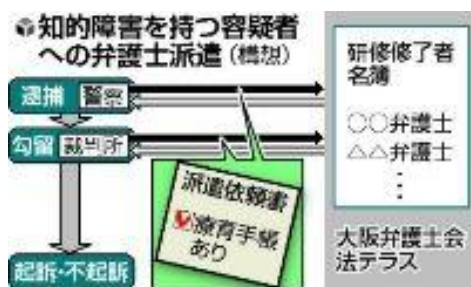 知的障害を持つ容疑者
への弁護士派遣（構想）
逮捕 警察
勾留 裁判所
起訴・不起訴
派遣依頼書
療育手帳
あり
研修修了者
名簿
○○弁護士
△△弁護士
⋮
大阪弁護士会
法テラス